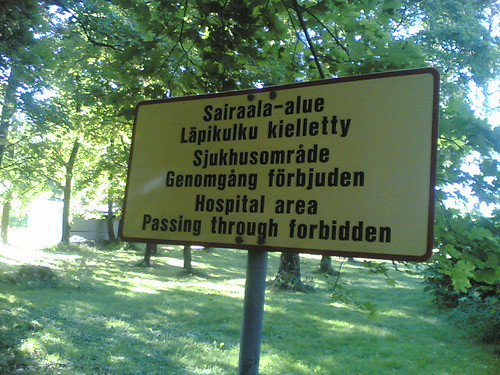 Sairaala-alue
Läpikulku kielletty
Sjukhusområde
Genomgång förbjuden
Hospital area
Passing through forbidden